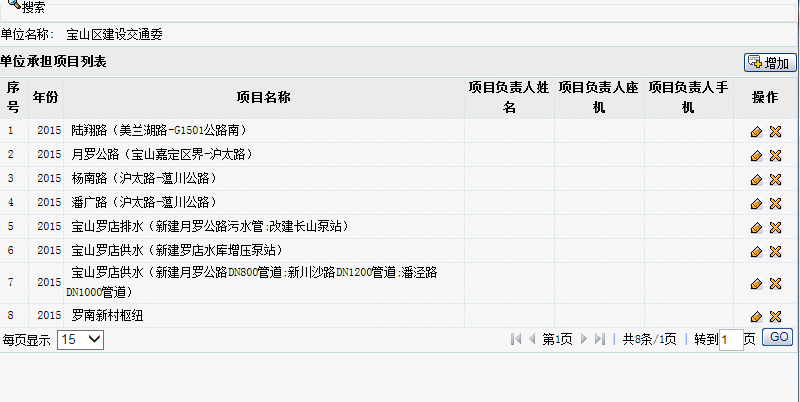 搜索
单位名称: 宝山区建设交通委
单位承担项目列表 增加
序号 年份 项目名称 项目负责人姓名 项目负责人座机 项目负责人手机 操作
1 2015 陆翔路（美兰湖路-G1501公路南）
2 2015 月罗公路（宝山嘉定区界-沪太路）
3 2015 杨南路（沪太路-蕰川公路）
4 2015 潘广路（沪太路-蕰川公路）
5 2015 宝山罗店排水（新建月罗公路污水管;改建长山泵站）
6 2015 宝山罗店供水（新建罗店水库增压泵站）
7 2015 宝山罗店供水（新建月罗公路DN800管道;新川沙路DN1200管道;潘泾路
DN1000管道）
8 2015 罗南新村枢纽
每页显示 15 第1页 共8条/1页 转到 1 页 GO